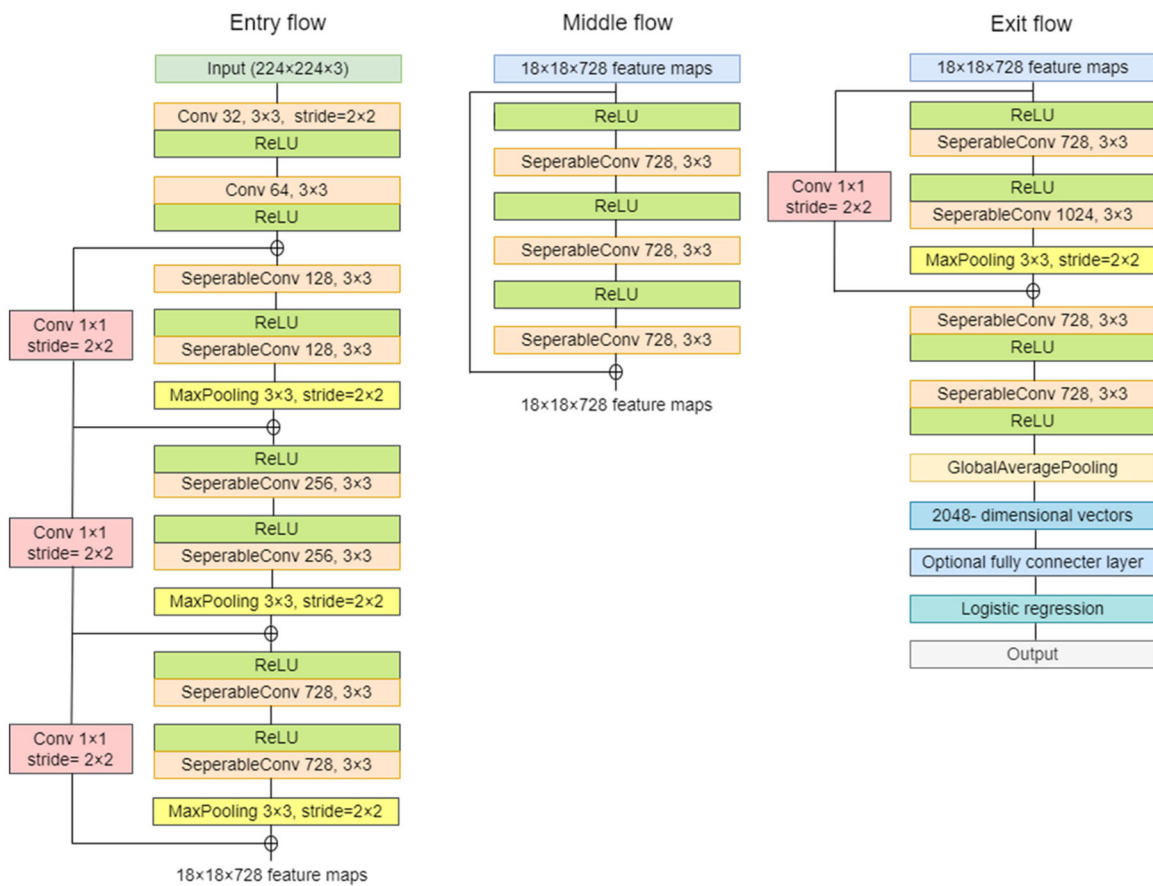 Entry flow
Input (224×224×3)
Conv 32, 3×3, stride=2×2
ReLU
Conv 64, 3×3
ReLU
SeperableConv 128, 3×3
Conv 1×1
stride= 2×2
ReLU
SeperableConv 128, 3×3
MaxPooling 3×3, stride=2×2
ReLU
SeperableConv 256, 3×3
Conv 1×1
stride= 2×2
ReLU
SeperableConv 256, 3×3
MaxPooling 3×3, stride=2×2
ReLU
SeperableConv 728, 3×3
Conv 1×1
stride= 2×2
ReLU
SeperableConv 728, 3×3
MaxPooling 3×3, stride=2×2
18×18×728 feature maps
Middle flow
18×18×728 feature maps
ReLU
SeperableConv 728, 3×3
ReLU
SeperableConv 728, 3×3
ReLU
SeperableConv 728, 3×3
18×18×728 feature maps
Exit flow
18×18×728 feature maps
ReLU
SeperableConv 728, 3×3
Conv 1×1
stride= 2×2
ReLU
SeperableConv 1024, 3×3
MaxPooling 3×3, stride=2×2
SeperableConv 728, 3×3
ReLU
SeperableConv 728, 3×3
ReLU
GlobalAveragePooling
2048- dimensional vectors
Optional fully connecter layer
Logistic regression
Output